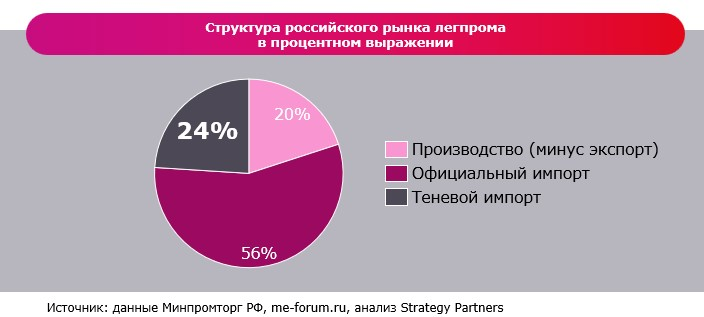 Структура российского рынка легпрома
в процентном выражении
20%
24%
56%
Производство (минус экспорт)
Официальный импорт
Теневой импорт
Источник: данные Минпромторг РФ, me-forum.ru, анализ Strategy Partners